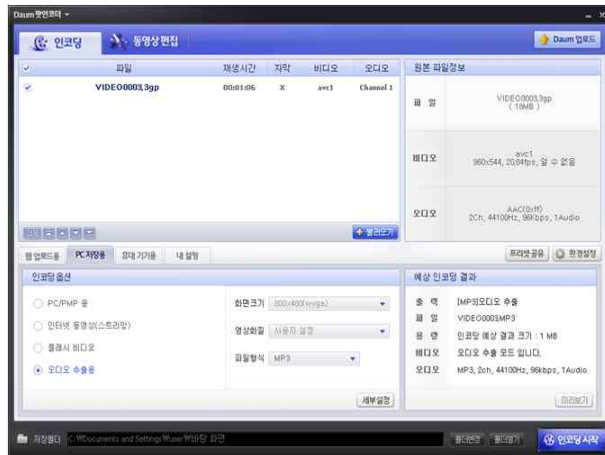 Daum 팟인코더
인코딩
동영상 편집
Daum 업로드
파일 재생시간 자막 비디오 오디오
VIDEO0003.3gp 00:01:06 X avc1 Channel 1
불러오기
원본 파일정보
파 일 VIDEO0003.3gp
( 18MB )
비디오 avc1
960x544, 20.84fps, 알 수 없음
오디오 AAC(0xff)
2Ch, 44100Hz, 96Kbps, 1Audio
웹 업로드용 PC 저장용 휴대 기기용 내 설정
프리셋 공유 환경설정
인코딩 옵션
PC/PMP 용
인터넷 동영상(스트리밍)
플래시 비디오
오디오 추출용
화면크기 800x480(wvga)
영상화질 사용자 설정
파일형식 MP3
세부설정
예상 인코딩 결과
출 력 [MP3]오디오 추출
파 일 VIDEO0003.MP3
용 량 인코딩 예상 결과 크기 : 1 MB
비디오 오디오 추출 모드 입니다.
오디오 MP3, 2ch, 44100Hz, 96kbps, 1Audio
미리보기
저장폴더 C:\Documents and Settings\user\바탕 화면
폴더변경 폴더열기 인코딩 시작